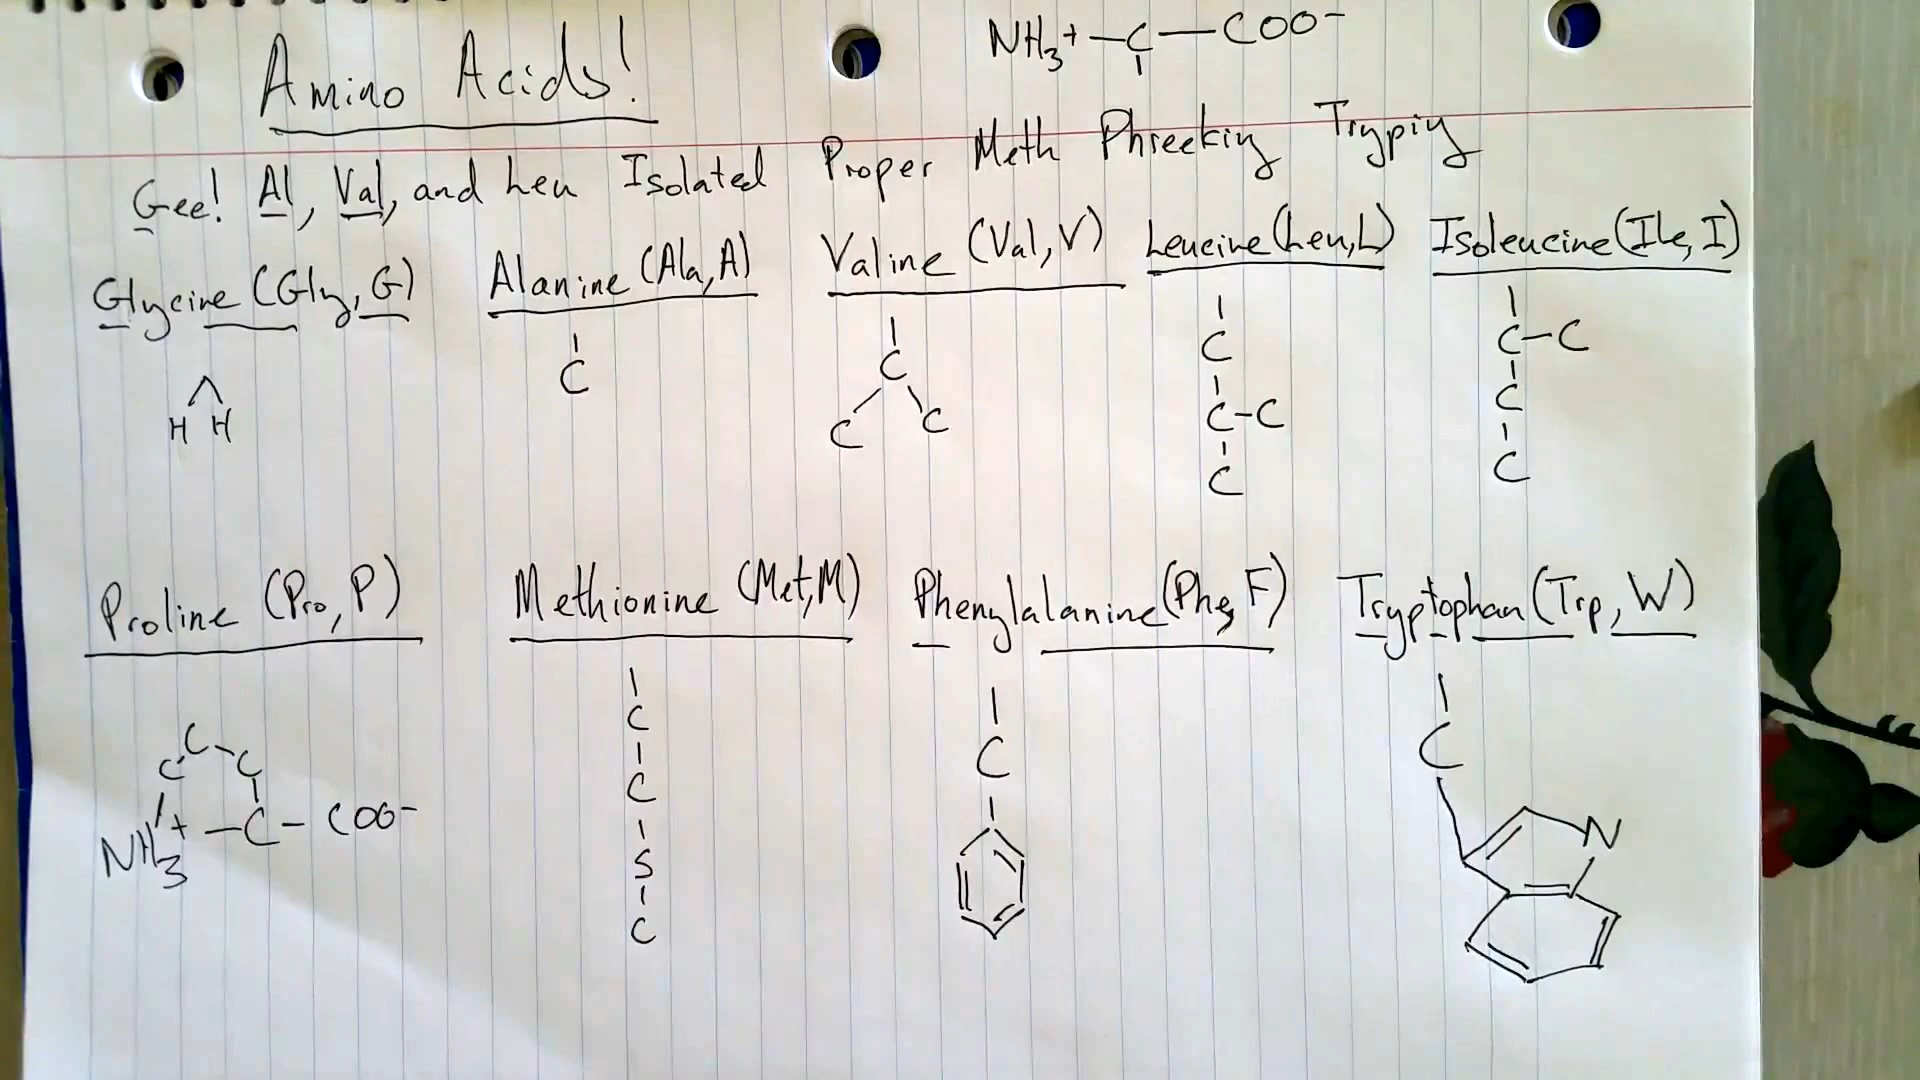 Amino Acids!
NH3+ — C — COO-
Gee! Al, Val, and Leu Isolated Proper Meth Phreeking Trypiy
Glycine (Gly, G) Alanine (Ala, A) Valine (Val, V) Leucine (Leu, L) Isoleucine (Ile, I)
H H
C
C
C C
C
C-C
C
C-C
C
C
Proline (Pro, P) Methionine (Met, M) Phenylalanine (Phe, F) Tryptophan (Trp, W)
C
C C
NH3+ — C — COO-
C
C
S
C
C
C
N